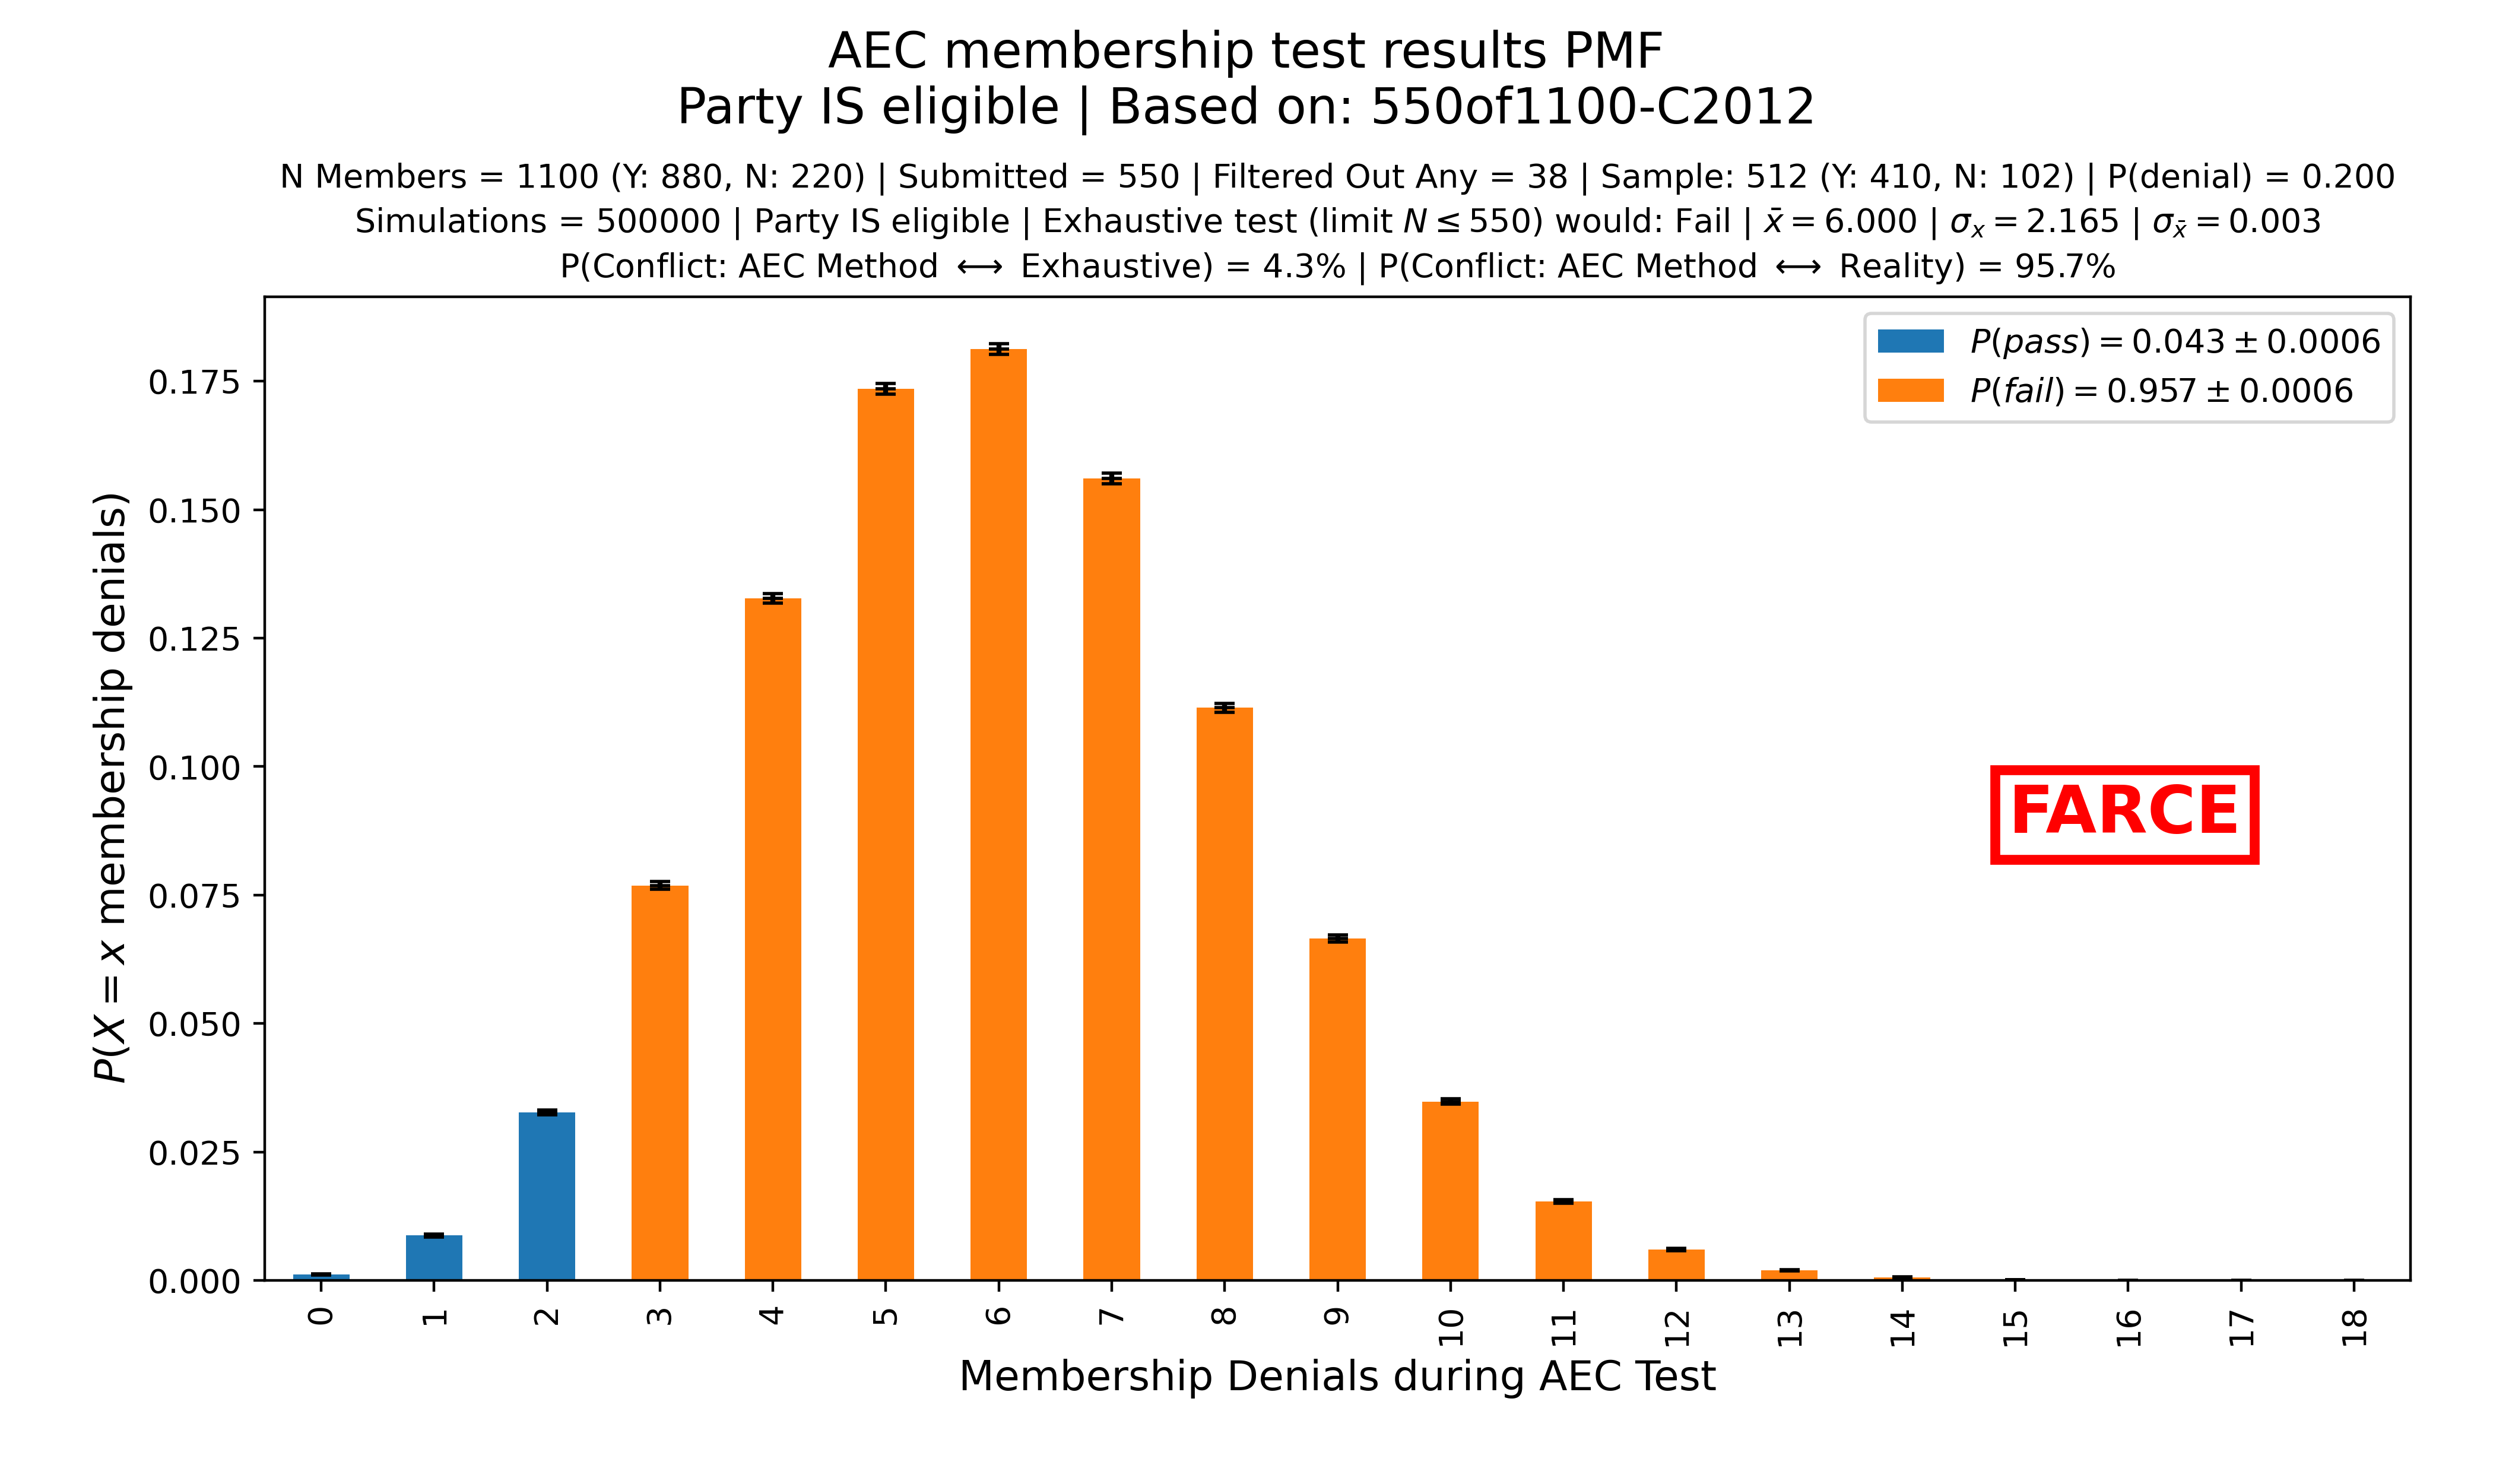 AEC membership test results PMF
Party IS eligible | Based on: 550of1100-C2012
N Members = 1100 (Y: 880, N: 220) | Submitted = 550 | Filtered Out Any = 38 | Sample: 512 (Y: 410, N: 102) | P(denial) = 0.200
Simulations = 500000 | Party IS eligible | Exhaustive test (limit N ≤ 550) would: Fail | x̄ = 6.000 | σₓ = 2.165 | σ_x̄ = 0.003
P(Conflict: AEC Method ⟷ Exhaustive) = 4.3% | P(Conflict: AEC Method ⟷ Reality) = 95.7%
P(pass) = 0.043 ± 0.0006
P(fail) = 0.957 ± 0.0006
P(X = x membership denials)
0.175
0.150
0.125
0.100
0.075
0.050
0.025
0.000
FARCE
0 1 2 3 4 5 6 7 8 9 10 11 12 13 14 15 16 17 18
Membership Denials during AEC Test